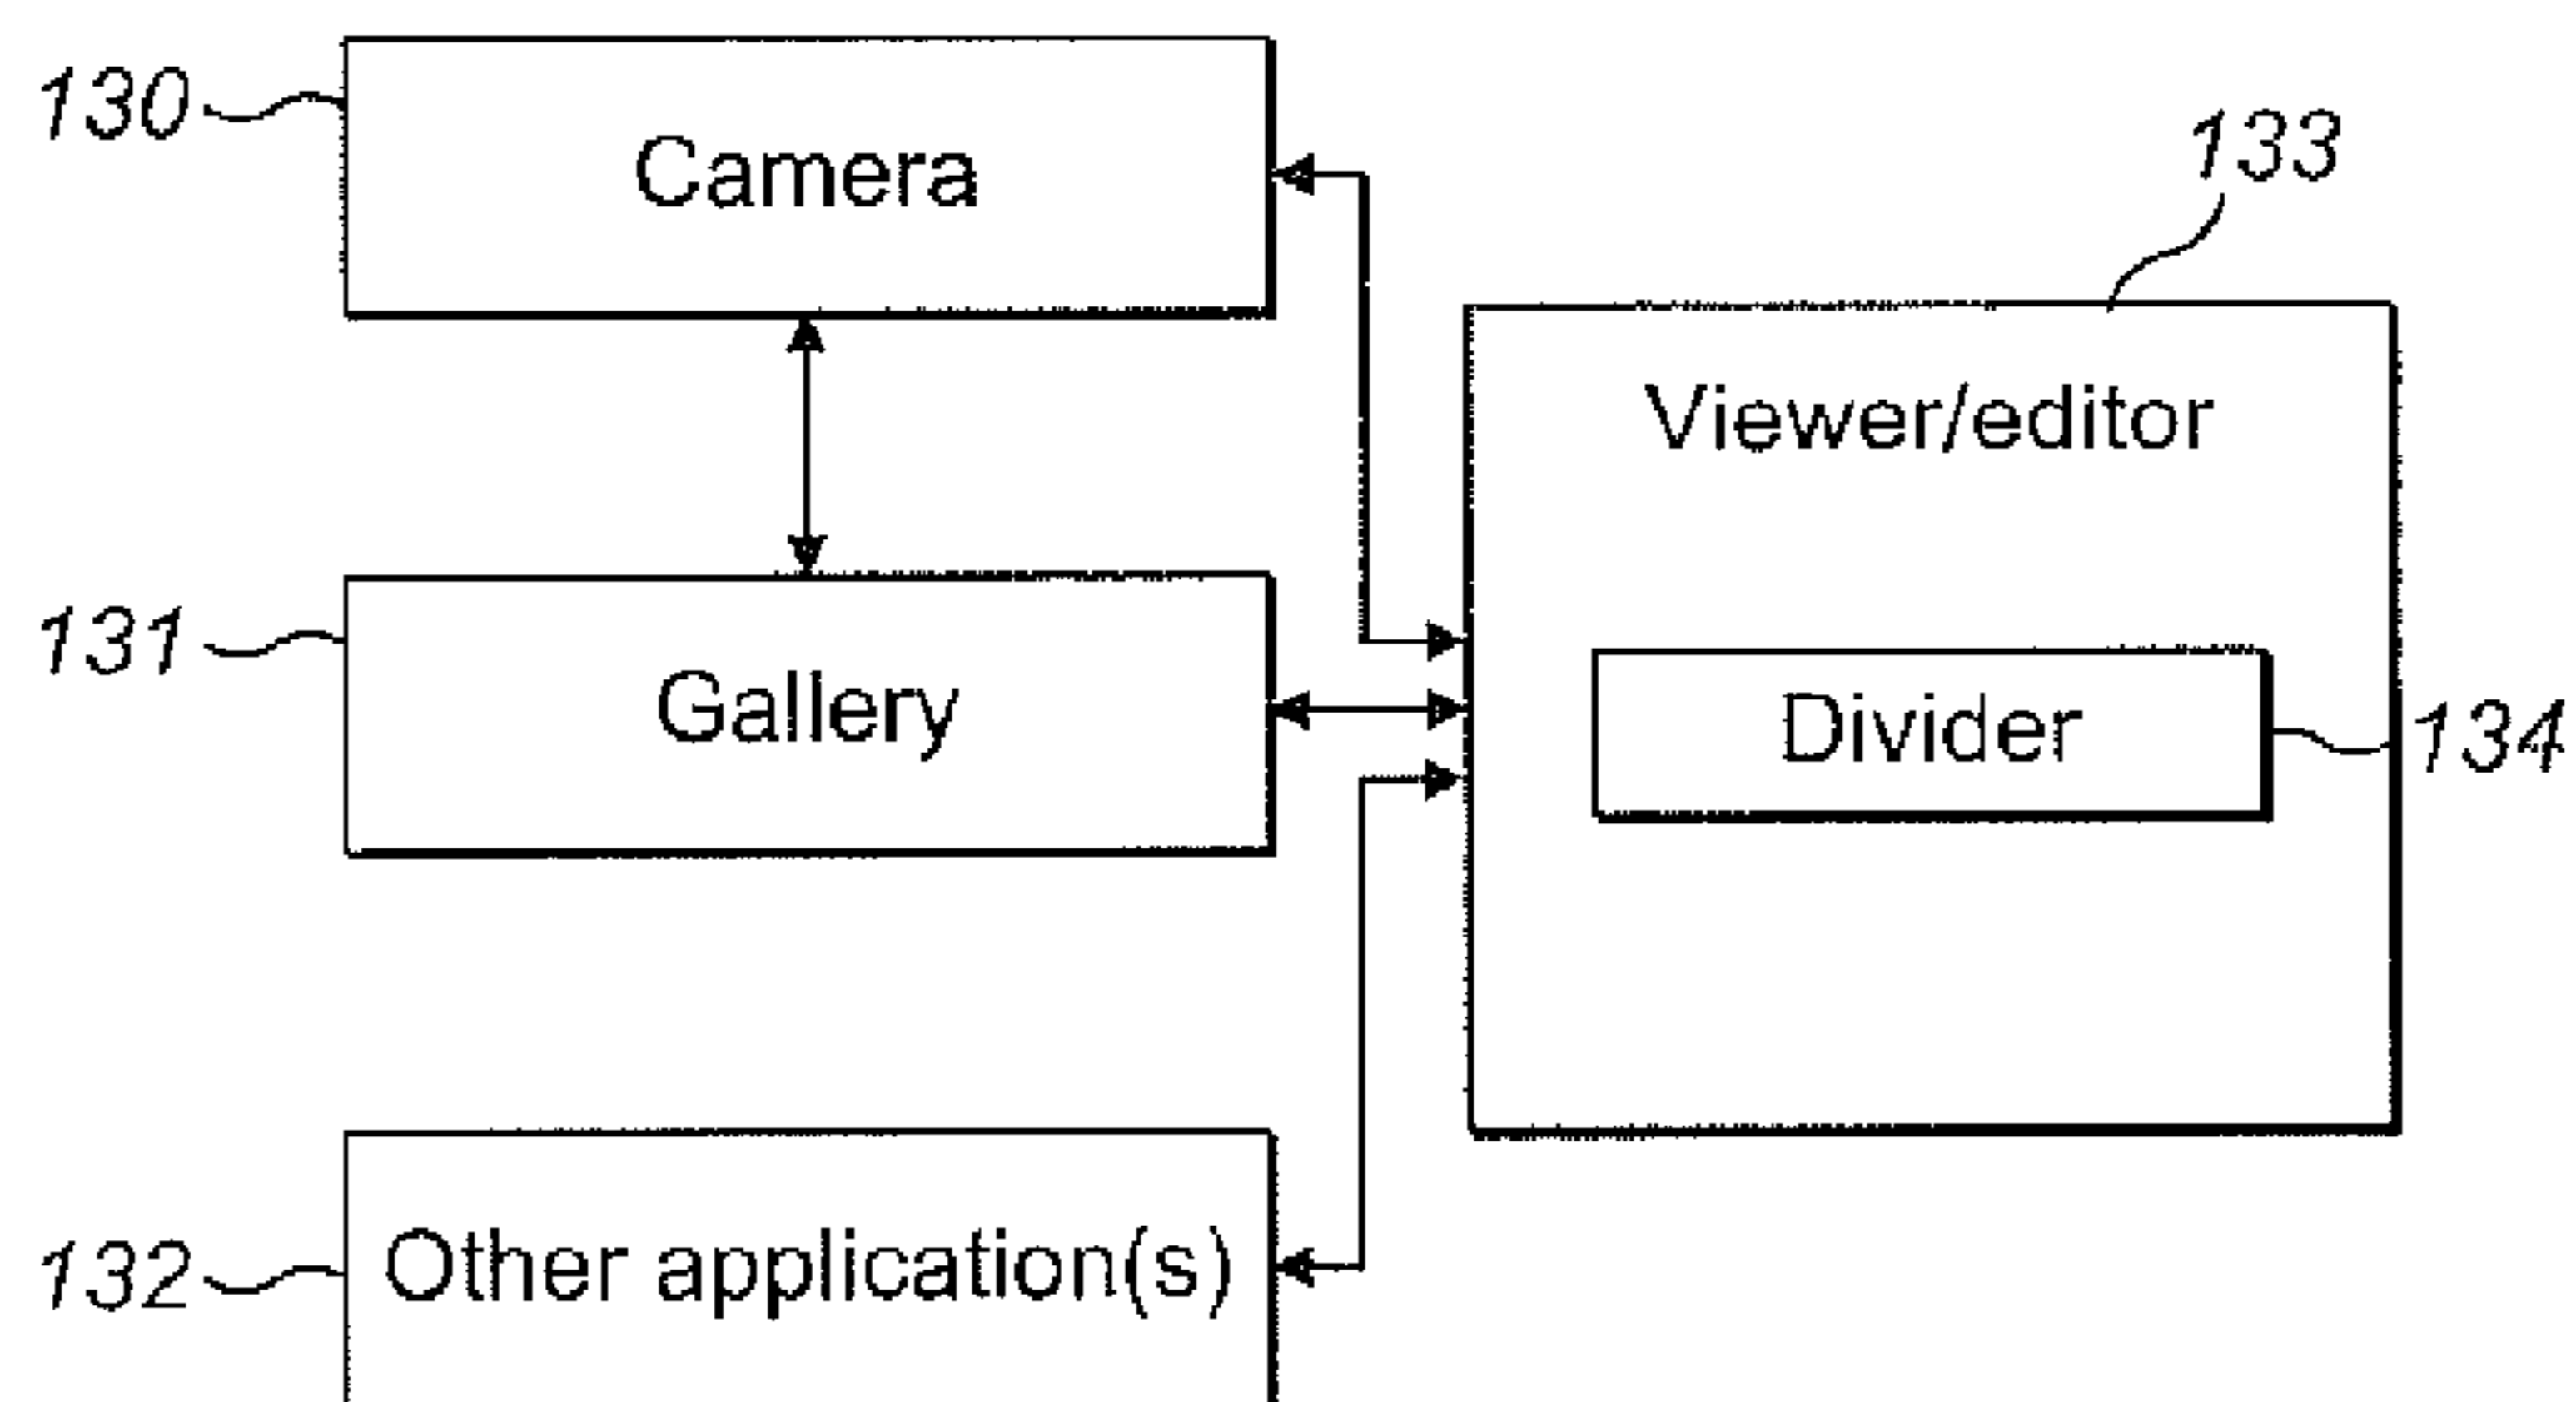 130
Camera
133
Viewer/editor
131
Gallery
Divider
134
132
Other application(s)